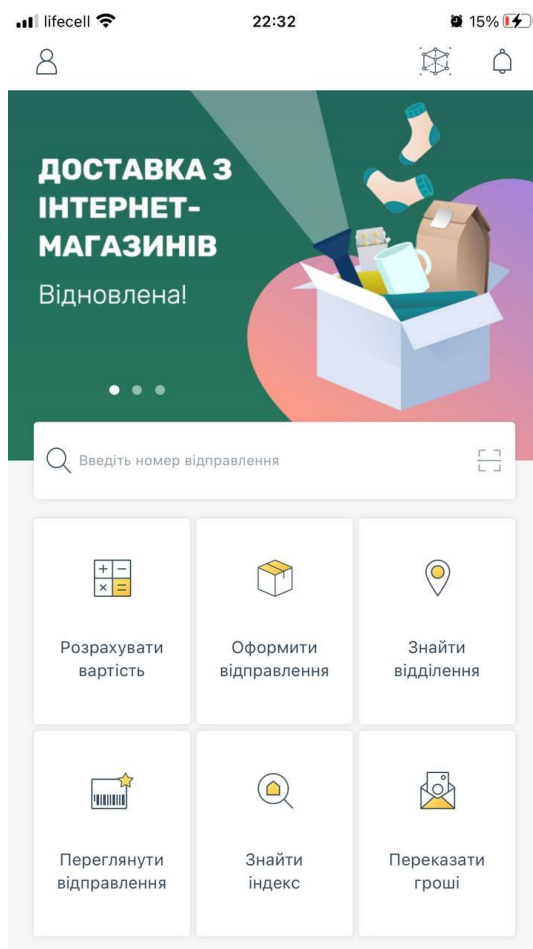 lifecell 22:32 15%
ДОСТАВКА З
ІНТЕРНЕТ-
МАГАЗИНІВ
Відновлена!
Введіть номер відправлення
Розрахувати
вартість
Оформити
відправлення
Знайти
відділення
Переглянути
відправлення
Знайти
індекс
Переказати
гроші